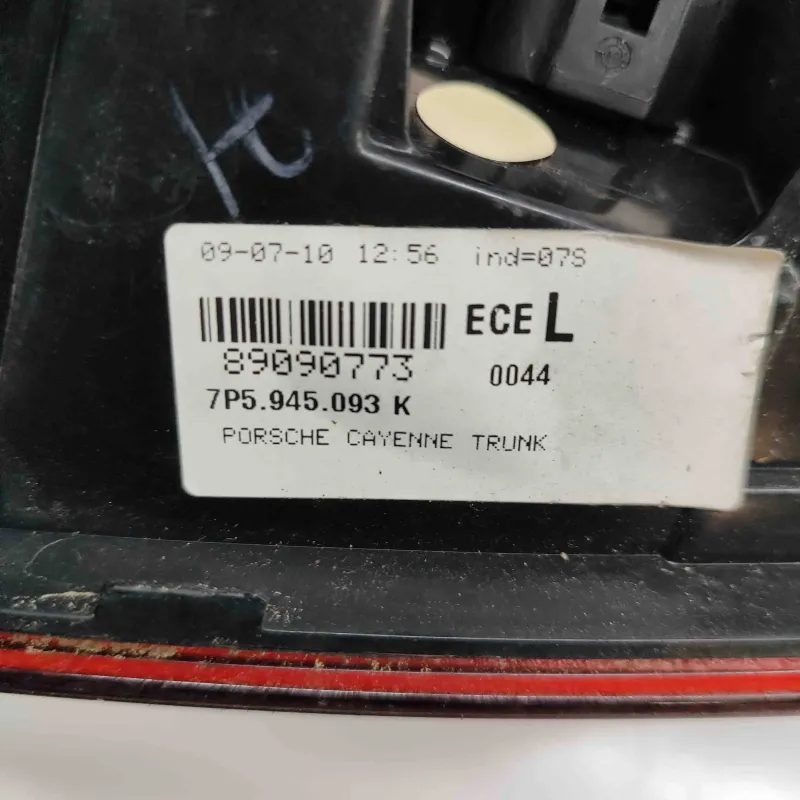 09-07-10 12:56 ind=07S
ECE L
89090773 0044
7P5.945.093 K
PORSCHE CAYENNE TRUNK